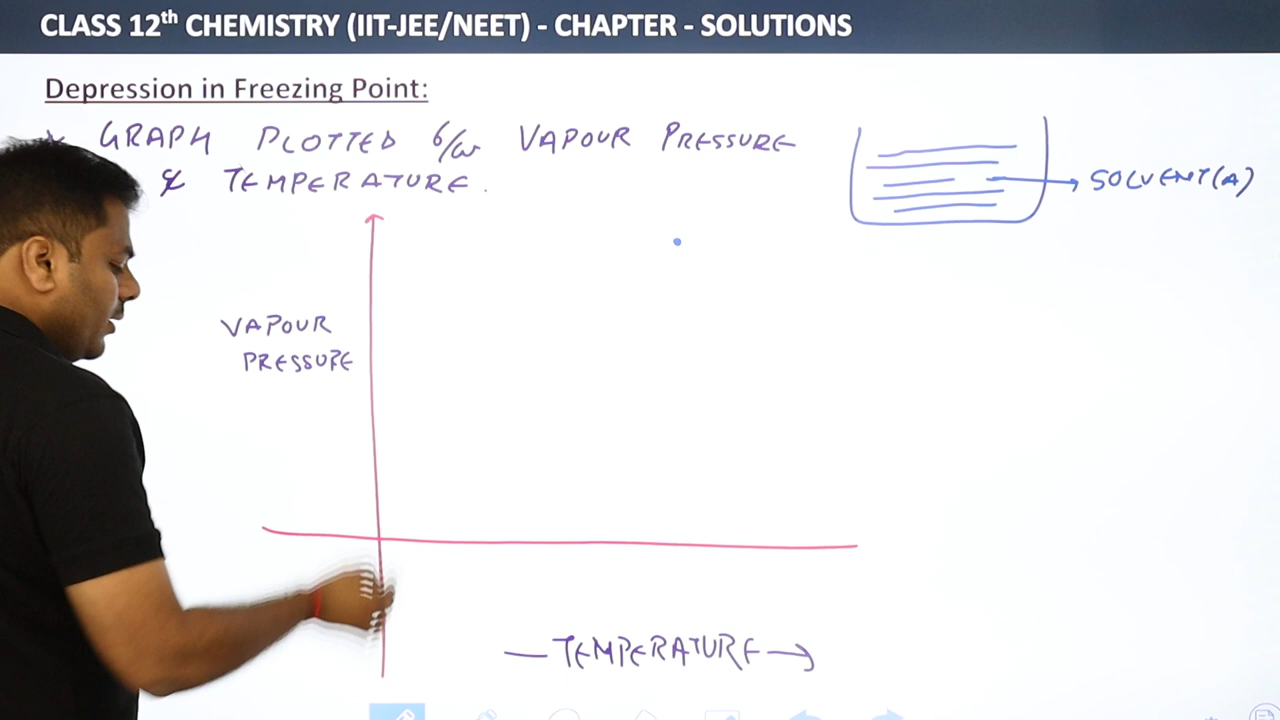 CLASS 12th CHEMISTRY (IIT-JEE/NEET) - CHAPTER - SOLUTIONS
Depression in Freezing Point:
GRAPH PLOTTED b/w VAPOUR PRESSURE
& TEMPERATURE.
SOLVENT(A)
VAPOUR
PRESSURE
TEMPERATURE